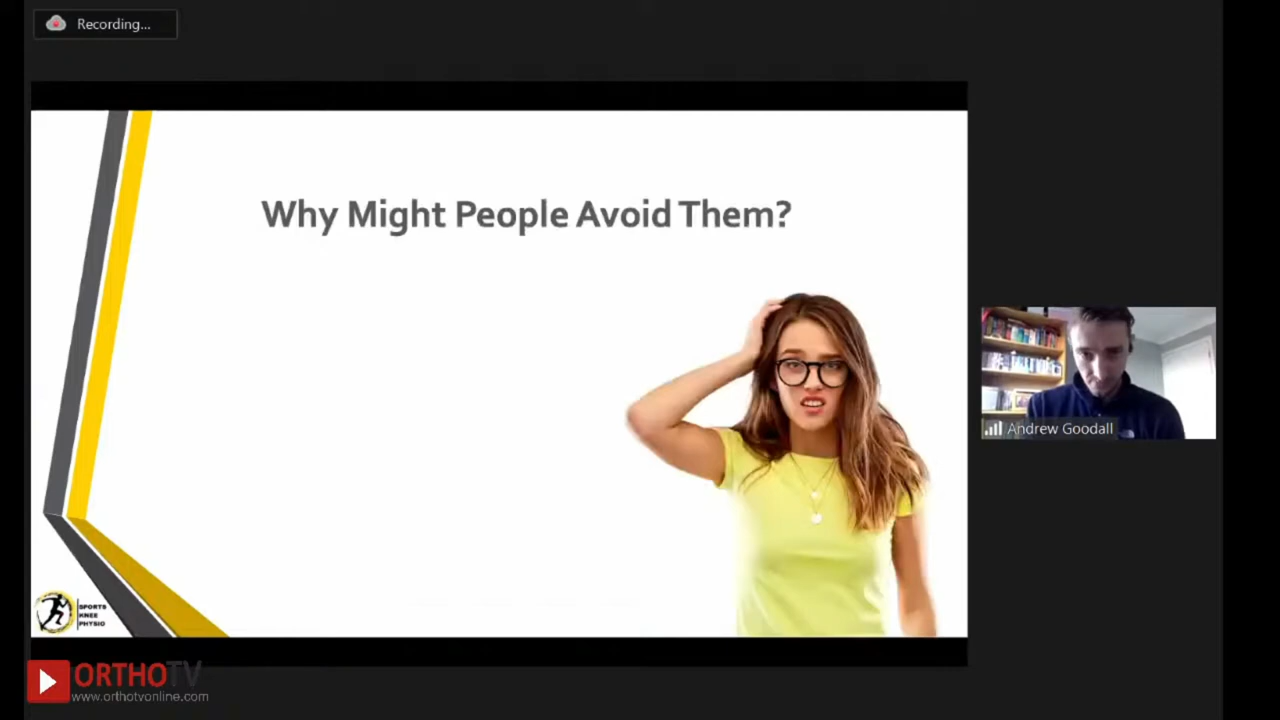 Recording...
Why Might People Avoid Them?
Andrew Goodall
SPORTS
KNEE
PHYSIO
ORTHOTV
www.orthotvonline.com